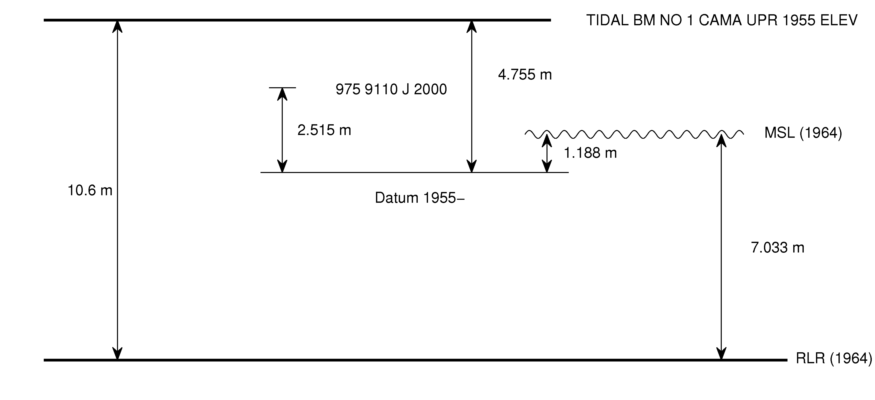 TIDAL BM NO 1 CAMA UPR 1955 ELEV
4.755 m
975 9110 J 2000
2.515 m
MSL (1964)
1.188 m
10.6 m
Datum 1955−
7.033 m
RLR (1964)